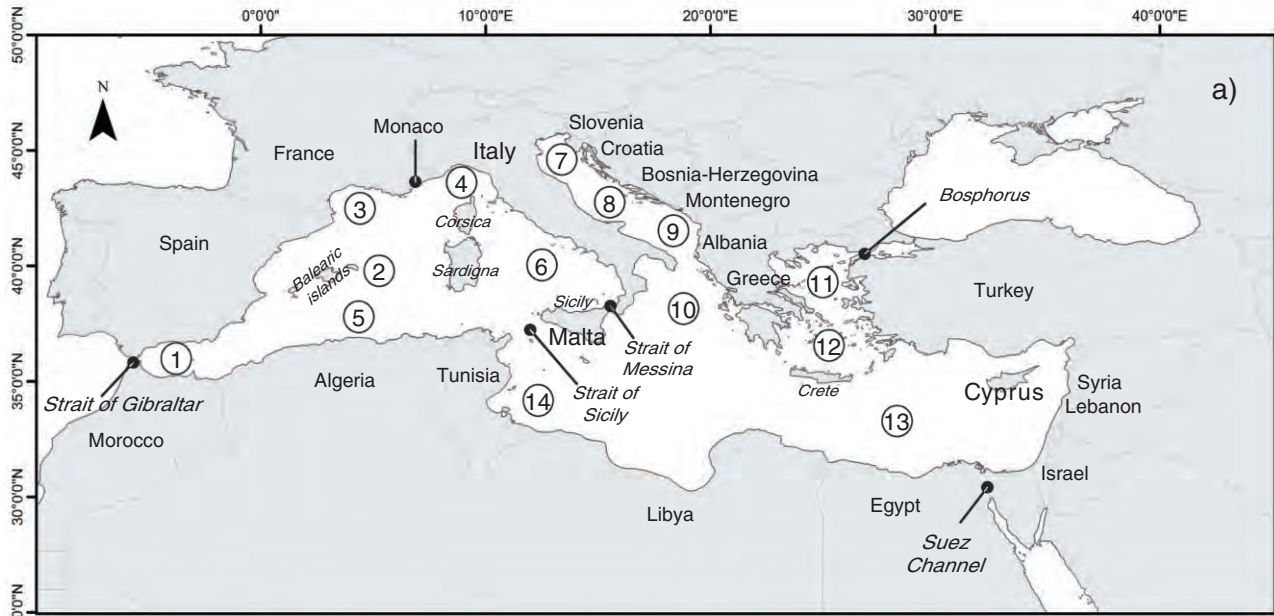 0°0'0"E
10°0'0"E
20°0'0"E
30°0'0"E
40°0'0"E
50°0'0"N
45°0'0"N
40°0'0"N
35°0'0"N
30°0'0"N
N
a)
Monaco
France
Italy
Slovenia
Croatia
Bosnia-Herzegovina
Montenegro
Bosphorus
Spain
Corsica
Sardigna
Balearic
islands
Albania
Greece
Turkey
Sicily
Malta
Strait of
Messina
Strait of Gibraltar
Algeria
Tunisia
Strait of
Sicily
Crete
Cyprus
Syria
Lebanon
Morocco
Israel
Libya
Egypt
Suez
Channel
1
2
3
4
5
6
7
8
9
10
11
12
13
14